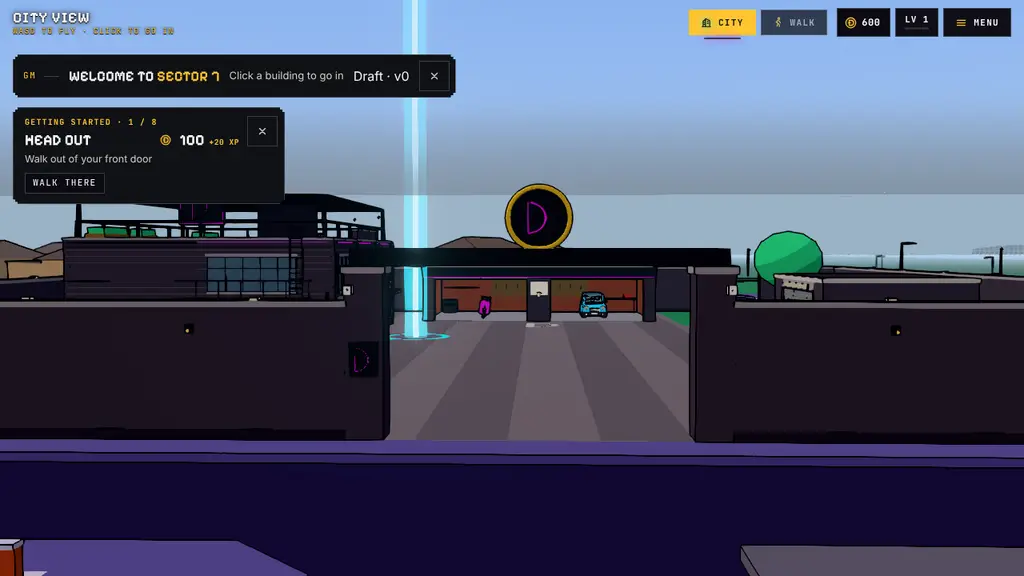 CITY VIEW
WASD TO FLY · CLICK TO GO IN
CITY
WALK
600
LV 1
MENU
GM
WELCOME TO SECTOR 7 Click a building to go in Draft · v0
GETTING STARTED · 1 / 8
HEAD OUT 100 +20 XP
Walk out of your front door
WALK THERE
D
D